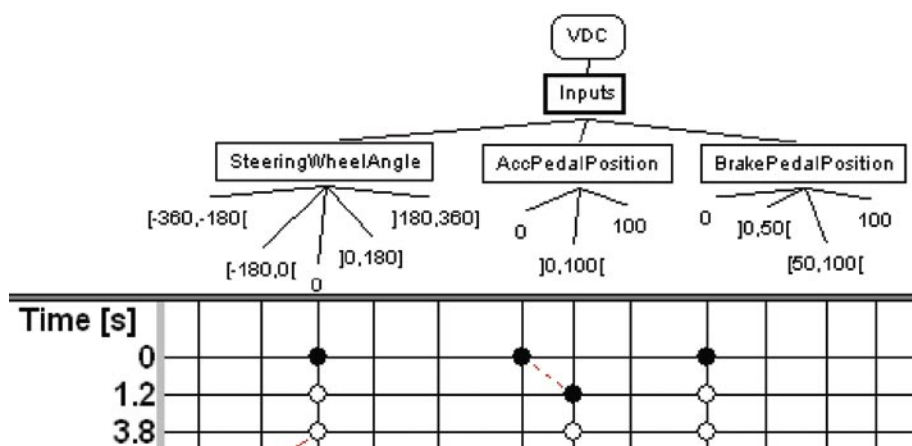 VDC
Inputs
SteeringWheelAngle AccPedalPosition BrakePedalPosition
[-360,-180[ ]180,360] 0 100 0 100
[-180,0[ 0 ]0,180] ]0,100[ ]0,50[ [50,100[
Time [s]
0
1.2
3.8